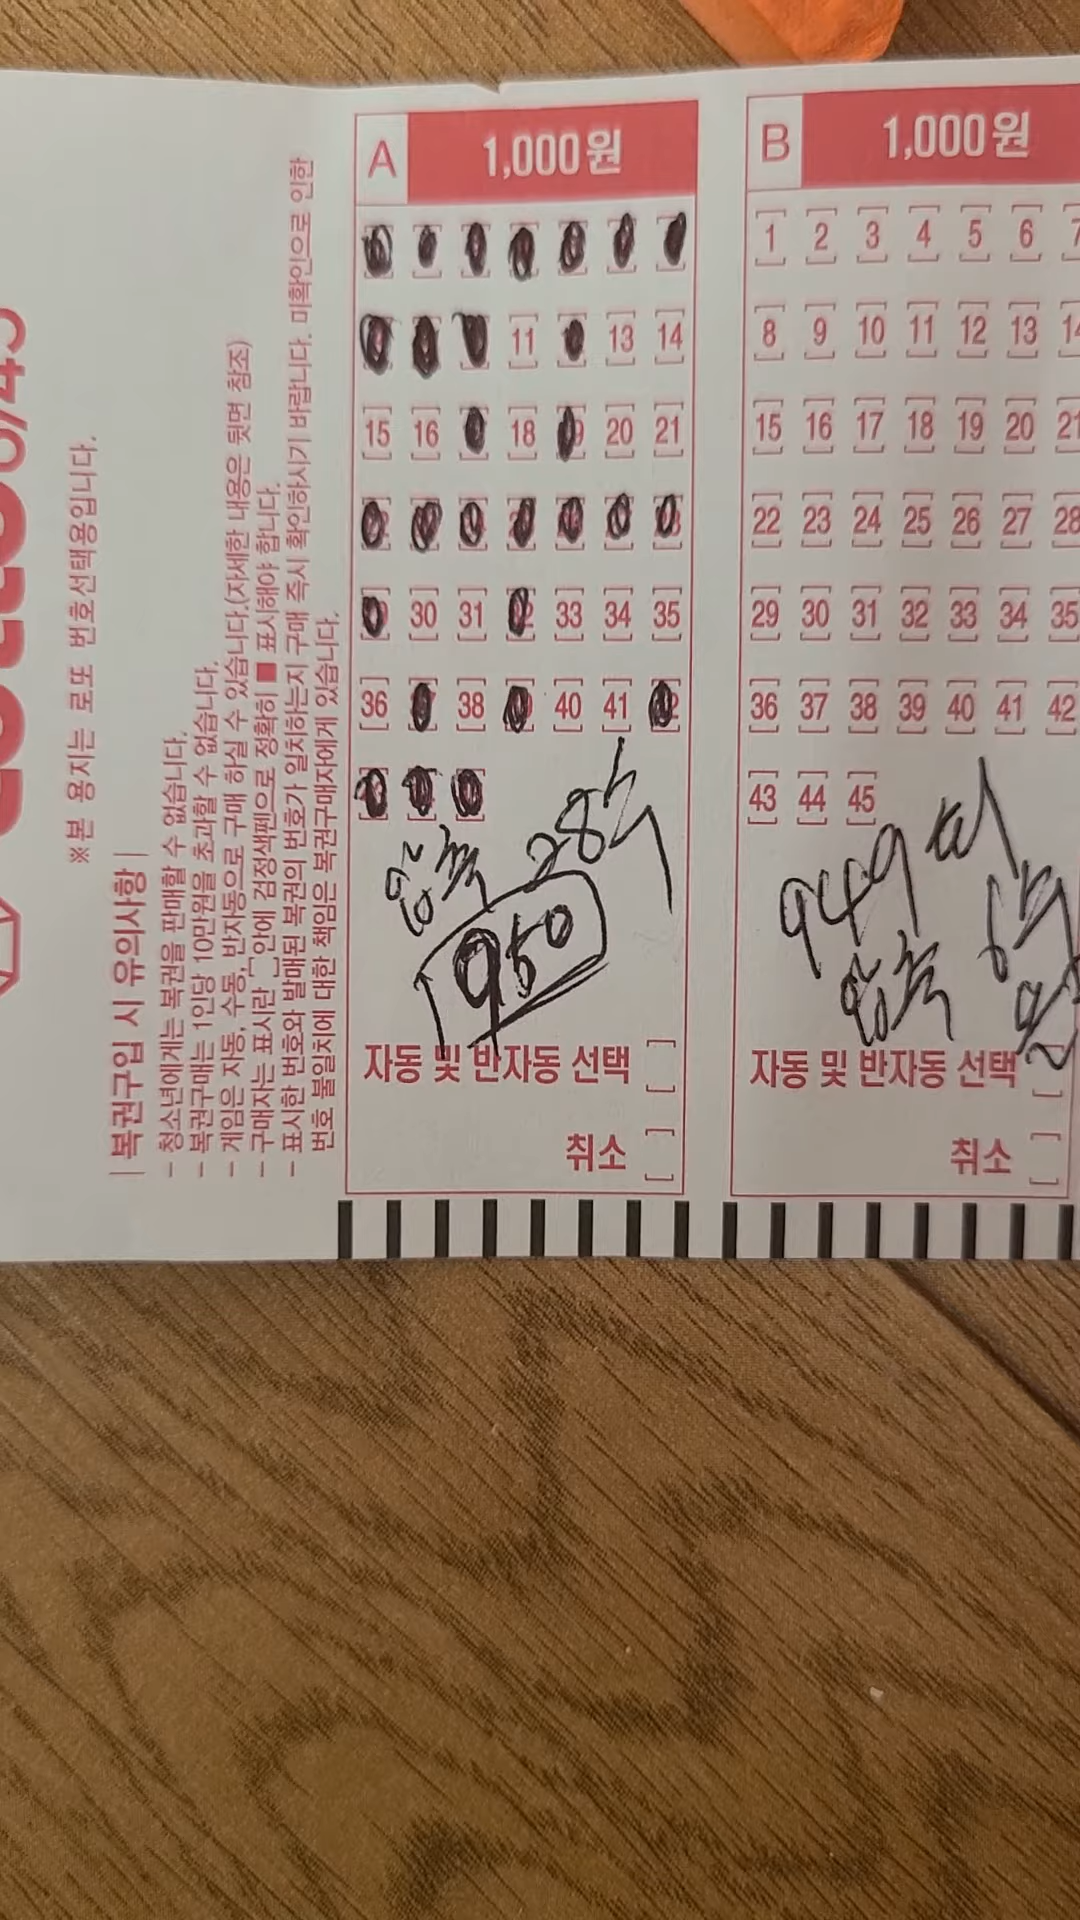 ※본 용지는 로또 번호선택용입니다.
| 복권구입 시 유의사항 |
- 청소년에게는 복권을 판매할 수 없습니다.
- 복권구매는 1인당 10만원을 초과할 수 없습니다.
- 게임은 자동, 수동, 반자동으로 구매 하실 수 있습니다.(자세한 내용은 뒷면 참조)
- 구매자는 표시란 [ ]안에 검정색펜으로 정확히 ■ 표시해야 합니다.
- 표시한 번호와 발매된 복권의 번호가 일치하는지 구매 즉시 확인하시기 바랍니다. 미확인으로 인한
번호 불일치에 대한 책임은 복권구매자에게 있습니다.
A 1,000원
11 13 14
15 16 18 20 21
30 31 33 34 35
36 38 40 41
28수
950
자동 및 반자동 선택 [ ]
취소 [ ]
B 1,000원
1 2 3 4 5 6 7
8 9 10 11 12 13 14
15 16 17 18 19 20 21
22 23 24 25 26 27 28
29 30 31 32 33 34 35
36 37 38 39 40 41 42
43 44 45
949
자동 및 반자동 선택 [ ]
취소 [ ]